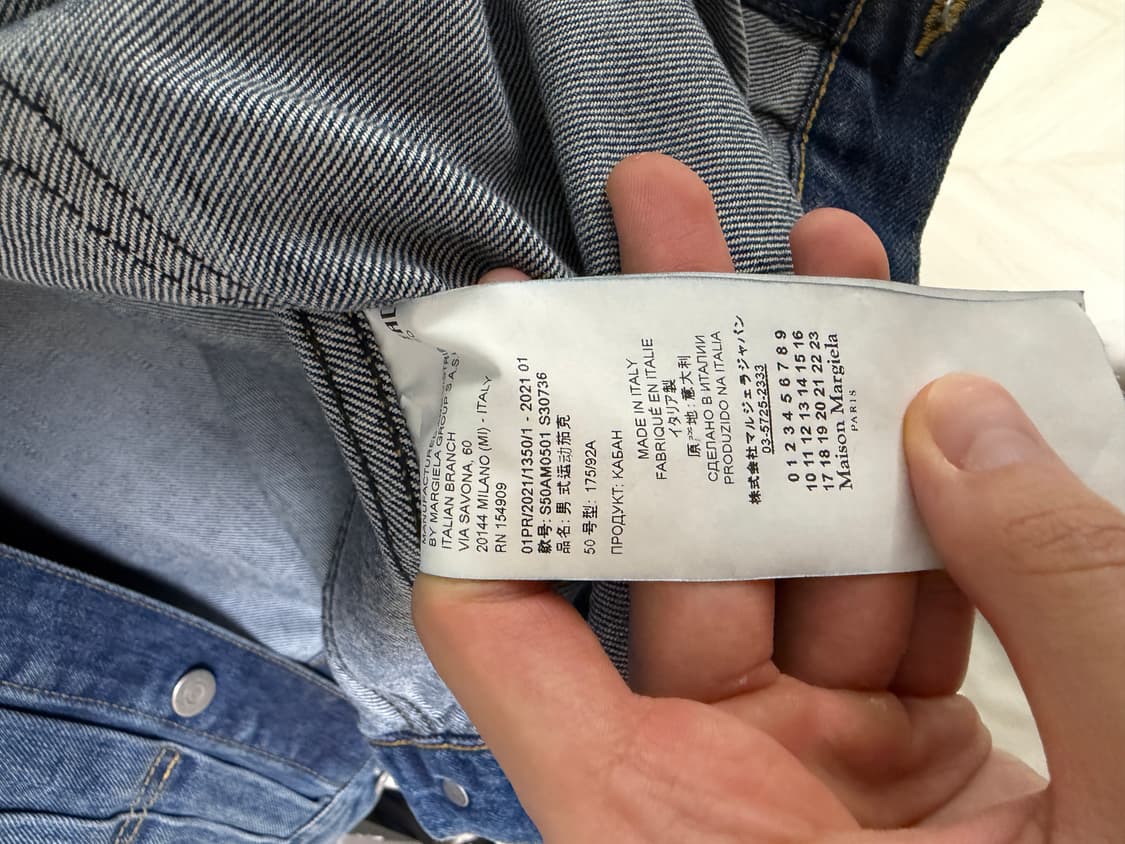 MANUFACTURED
BY MARGIELA GROUP S.A.S.
ITALIAN BRANCH
VIA SAVONA, 60
20144 MILANO (MI) - ITALY
RN 154909
01PR/2021/1350/1 - 2021 01
款号: S50AM0501 S30736
品名: 男 式运动茄克
50 号型: 175/92A
ПРОДУКТ: КАБАН
MADE IN ITALY
FABRIQUÉ EN ITALIE
イタリア製
原产地: 意大利
СДЕЛАНО В ИТАЛИИ
PRODUZIDO NA ITALIA
株式会社マルジェラジャパン
03-5725-2333
0 1 2 3 4 5 6 7 8 9
10 11 12 13 14 15 16
17 18 19 20 21 22 23
Maison Margiela
PARIS